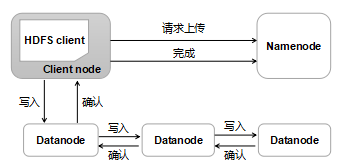 请求上传
HDFS client
Namenode
完成
Client node
写入
确认
写入
写入
Datanode
Datanode
Datanode
确认
确认